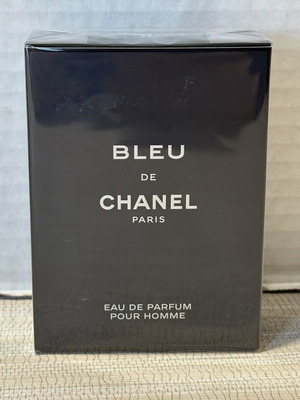 BLEU
DE
CHANEL
PARIS
EAU DE PARFUM
POUR HOMME